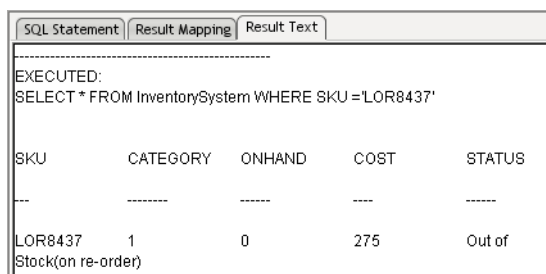 SQL Statement Result Mapping Result Text
------------------------------------------------
EXECUTED:
SELECT * FROM InventorySystem WHERE SKU ='LOR8437'
SKU CATEGORY ONHAND COST STATUS
--- -------- ------ ---- ------
LOR8437 1 0 275 Out of
Stock(on re-order)